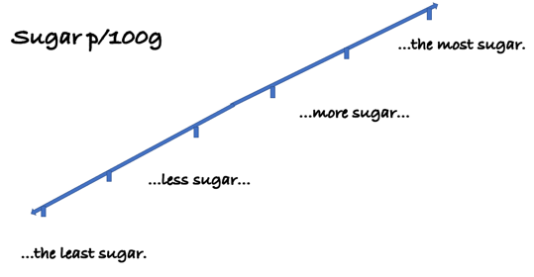 Sugar p/100g
...the most sugar.
...more sugar...
...less sugar...
...the least sugar.